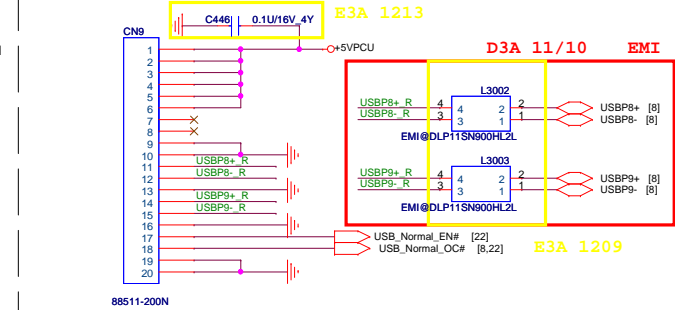 C446 0.1U/16V_4Y
E3A 1213
CN9
+5VPCU
D3A 11/10 EMI
1
2
3
4
5
6
7
8
9
10
11 USBP8+_R
12 USBP8-_R
13
14 USBP9+_R
15 USBP9-_R
16
17 USB_Normal_EN# [22]
18 USB_Normal_OC# [8,22]
19
20
88511-200N
L3002
USBP8+_R 4 4 2 2 USBP8+ [8]
USBP8-_R 3 3 1 1 USBP8- [8]
EMI@DLP11SN900HL2L
L3003
USBP9+_R 4 4 2 2 USBP9+ [8]
USBP9-_R 3 3 1 1 USBP9- [8]
EMI@DLP11SN900HL2L
E3A 1209